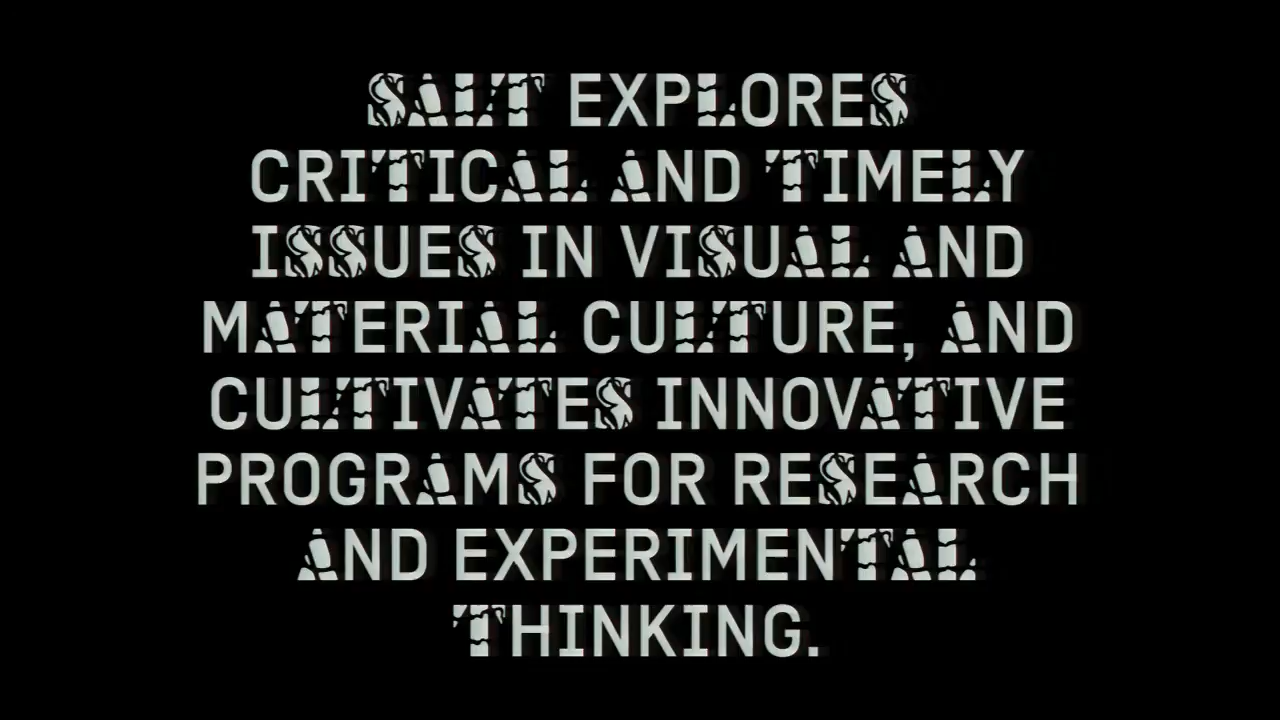 SALT EXPLORES
CRITICAL AND TIMELY
ISSUES IN VISUAL AND
MATERIAL CULTURE, AND
CULTIVATES INNOVATIVE
PROGRAMS FOR RESEARCH
AND EXPERIMENTAL
THINKING.